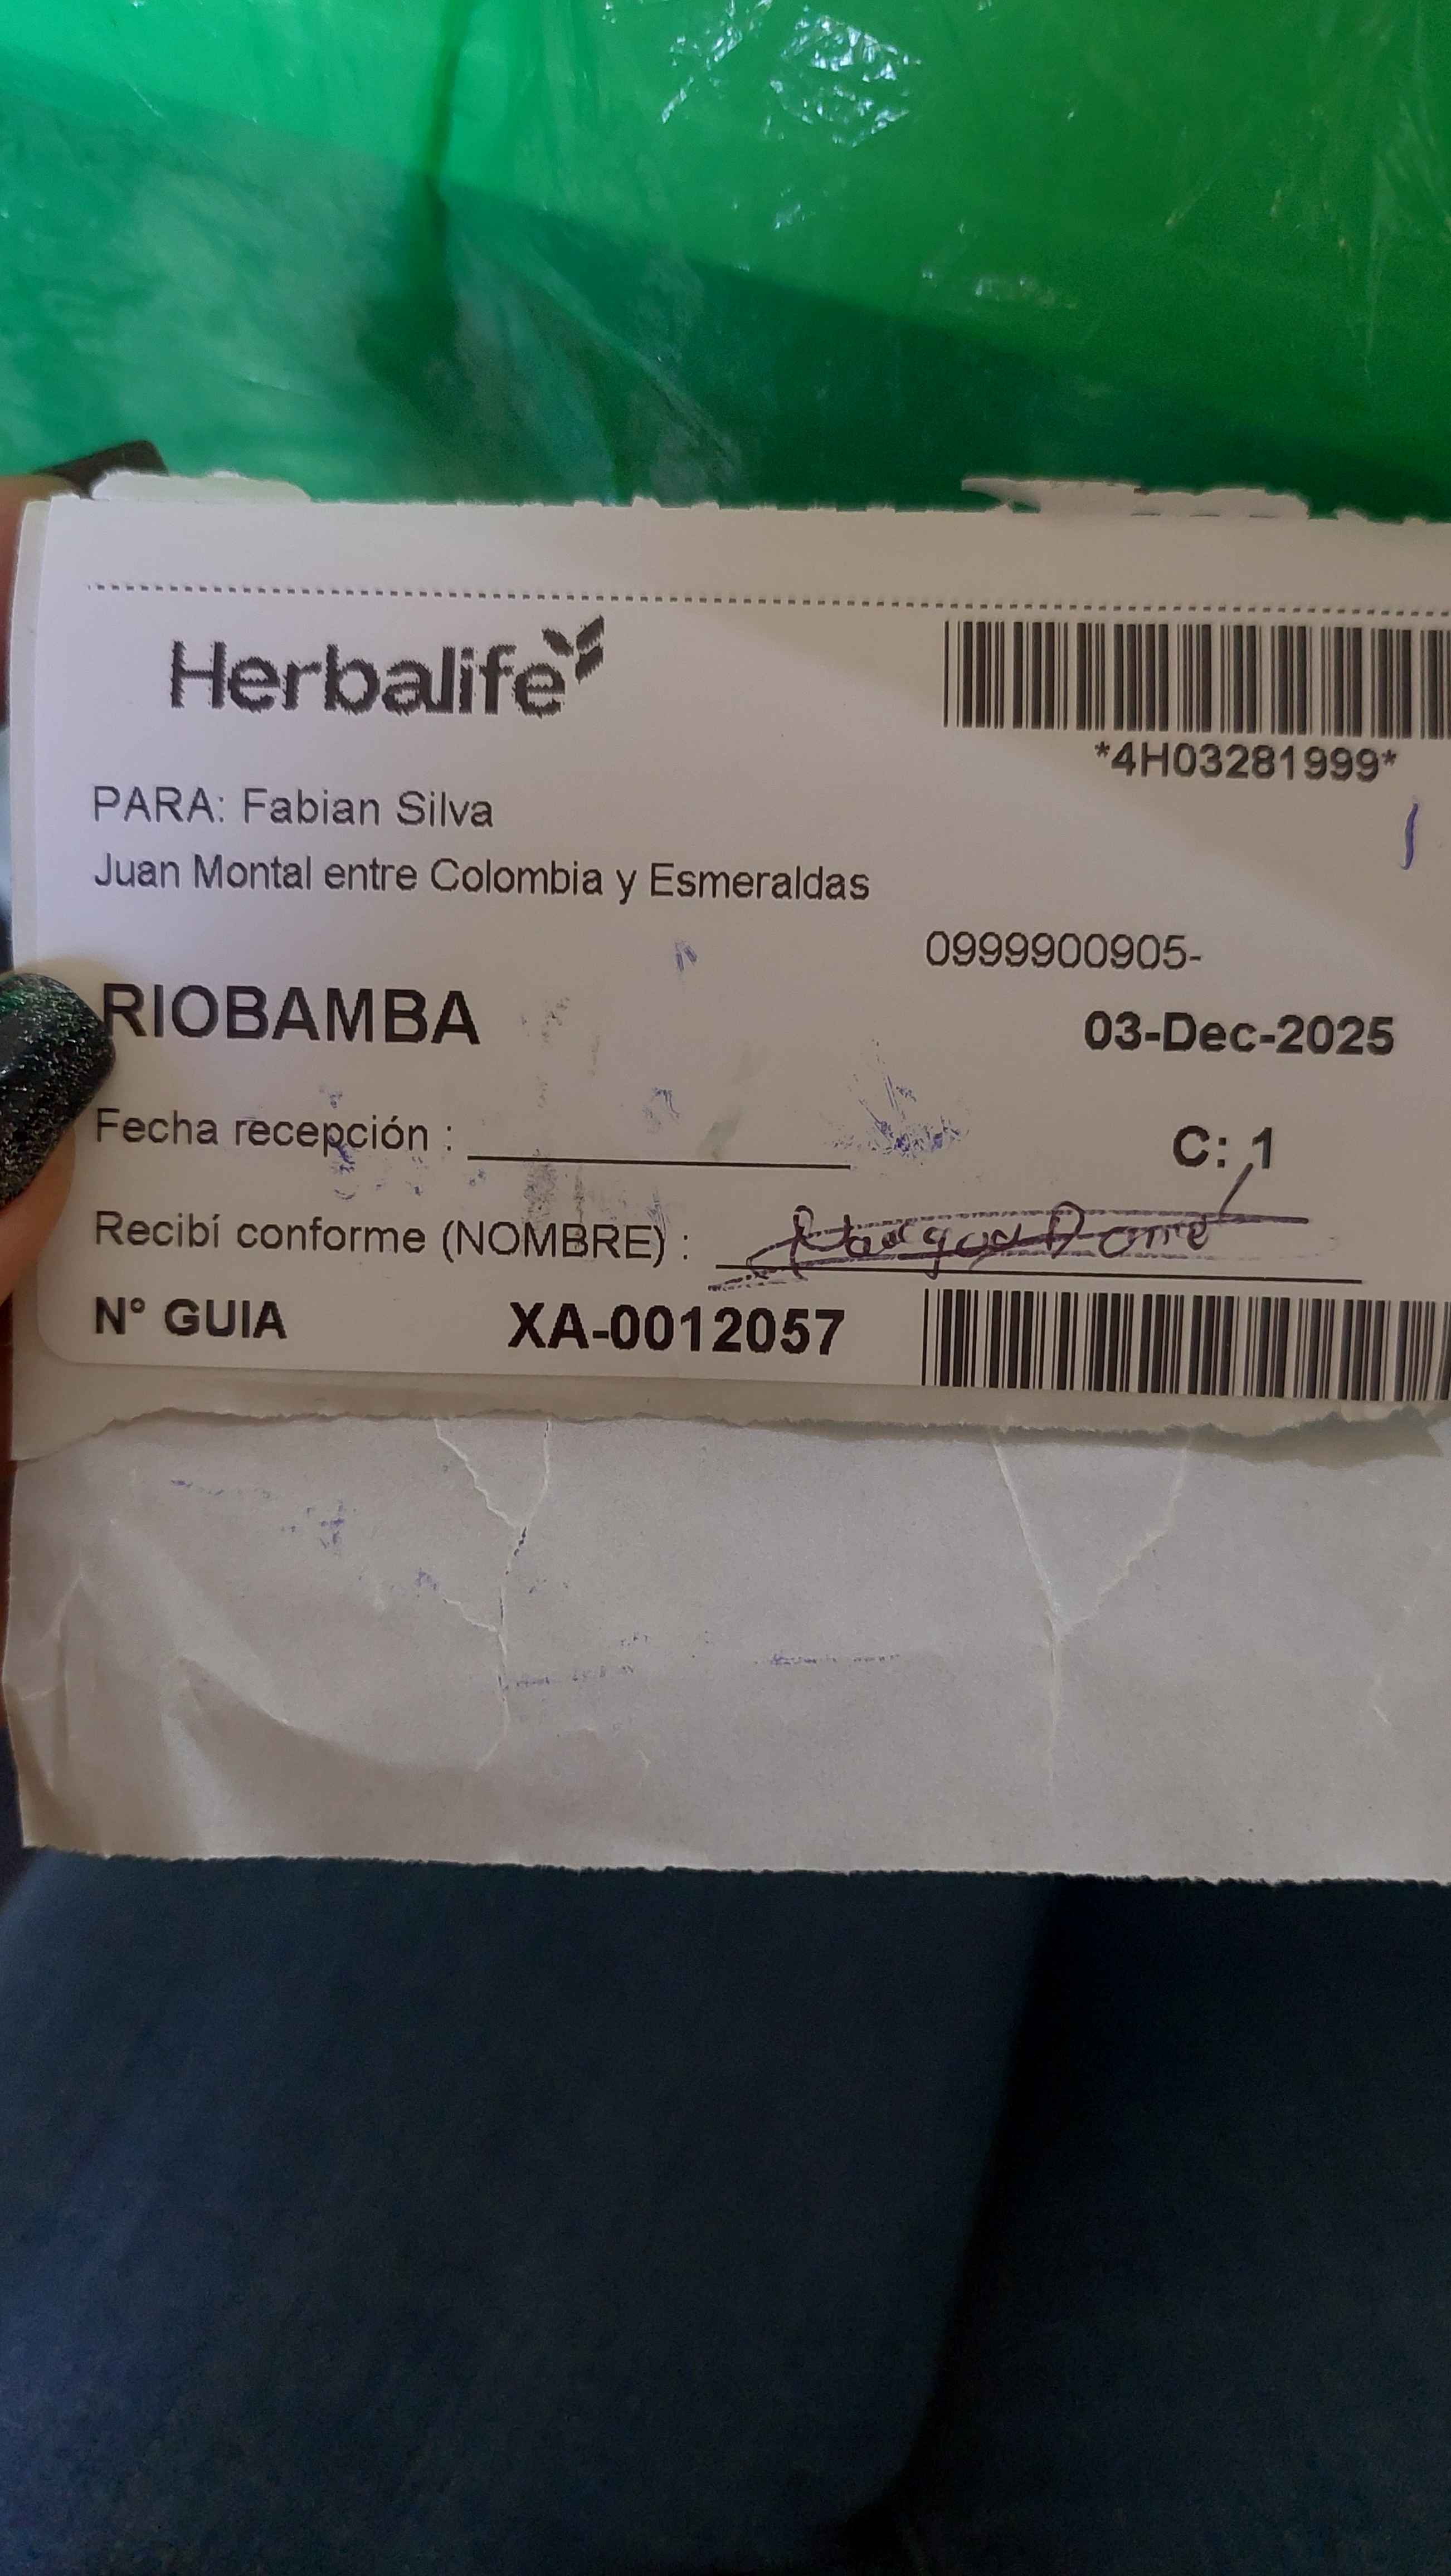 Herbalife
*4H03281999*
PARA: Fabian Silva
Juan Montal entre Colombia y Esmeraldas
0999900905-
RIOBAMBA
03-Dec-2025
Fecha recepción :
C: 1
Recibí conforme (NOMBRE) :
N° GUIA XA-0012057